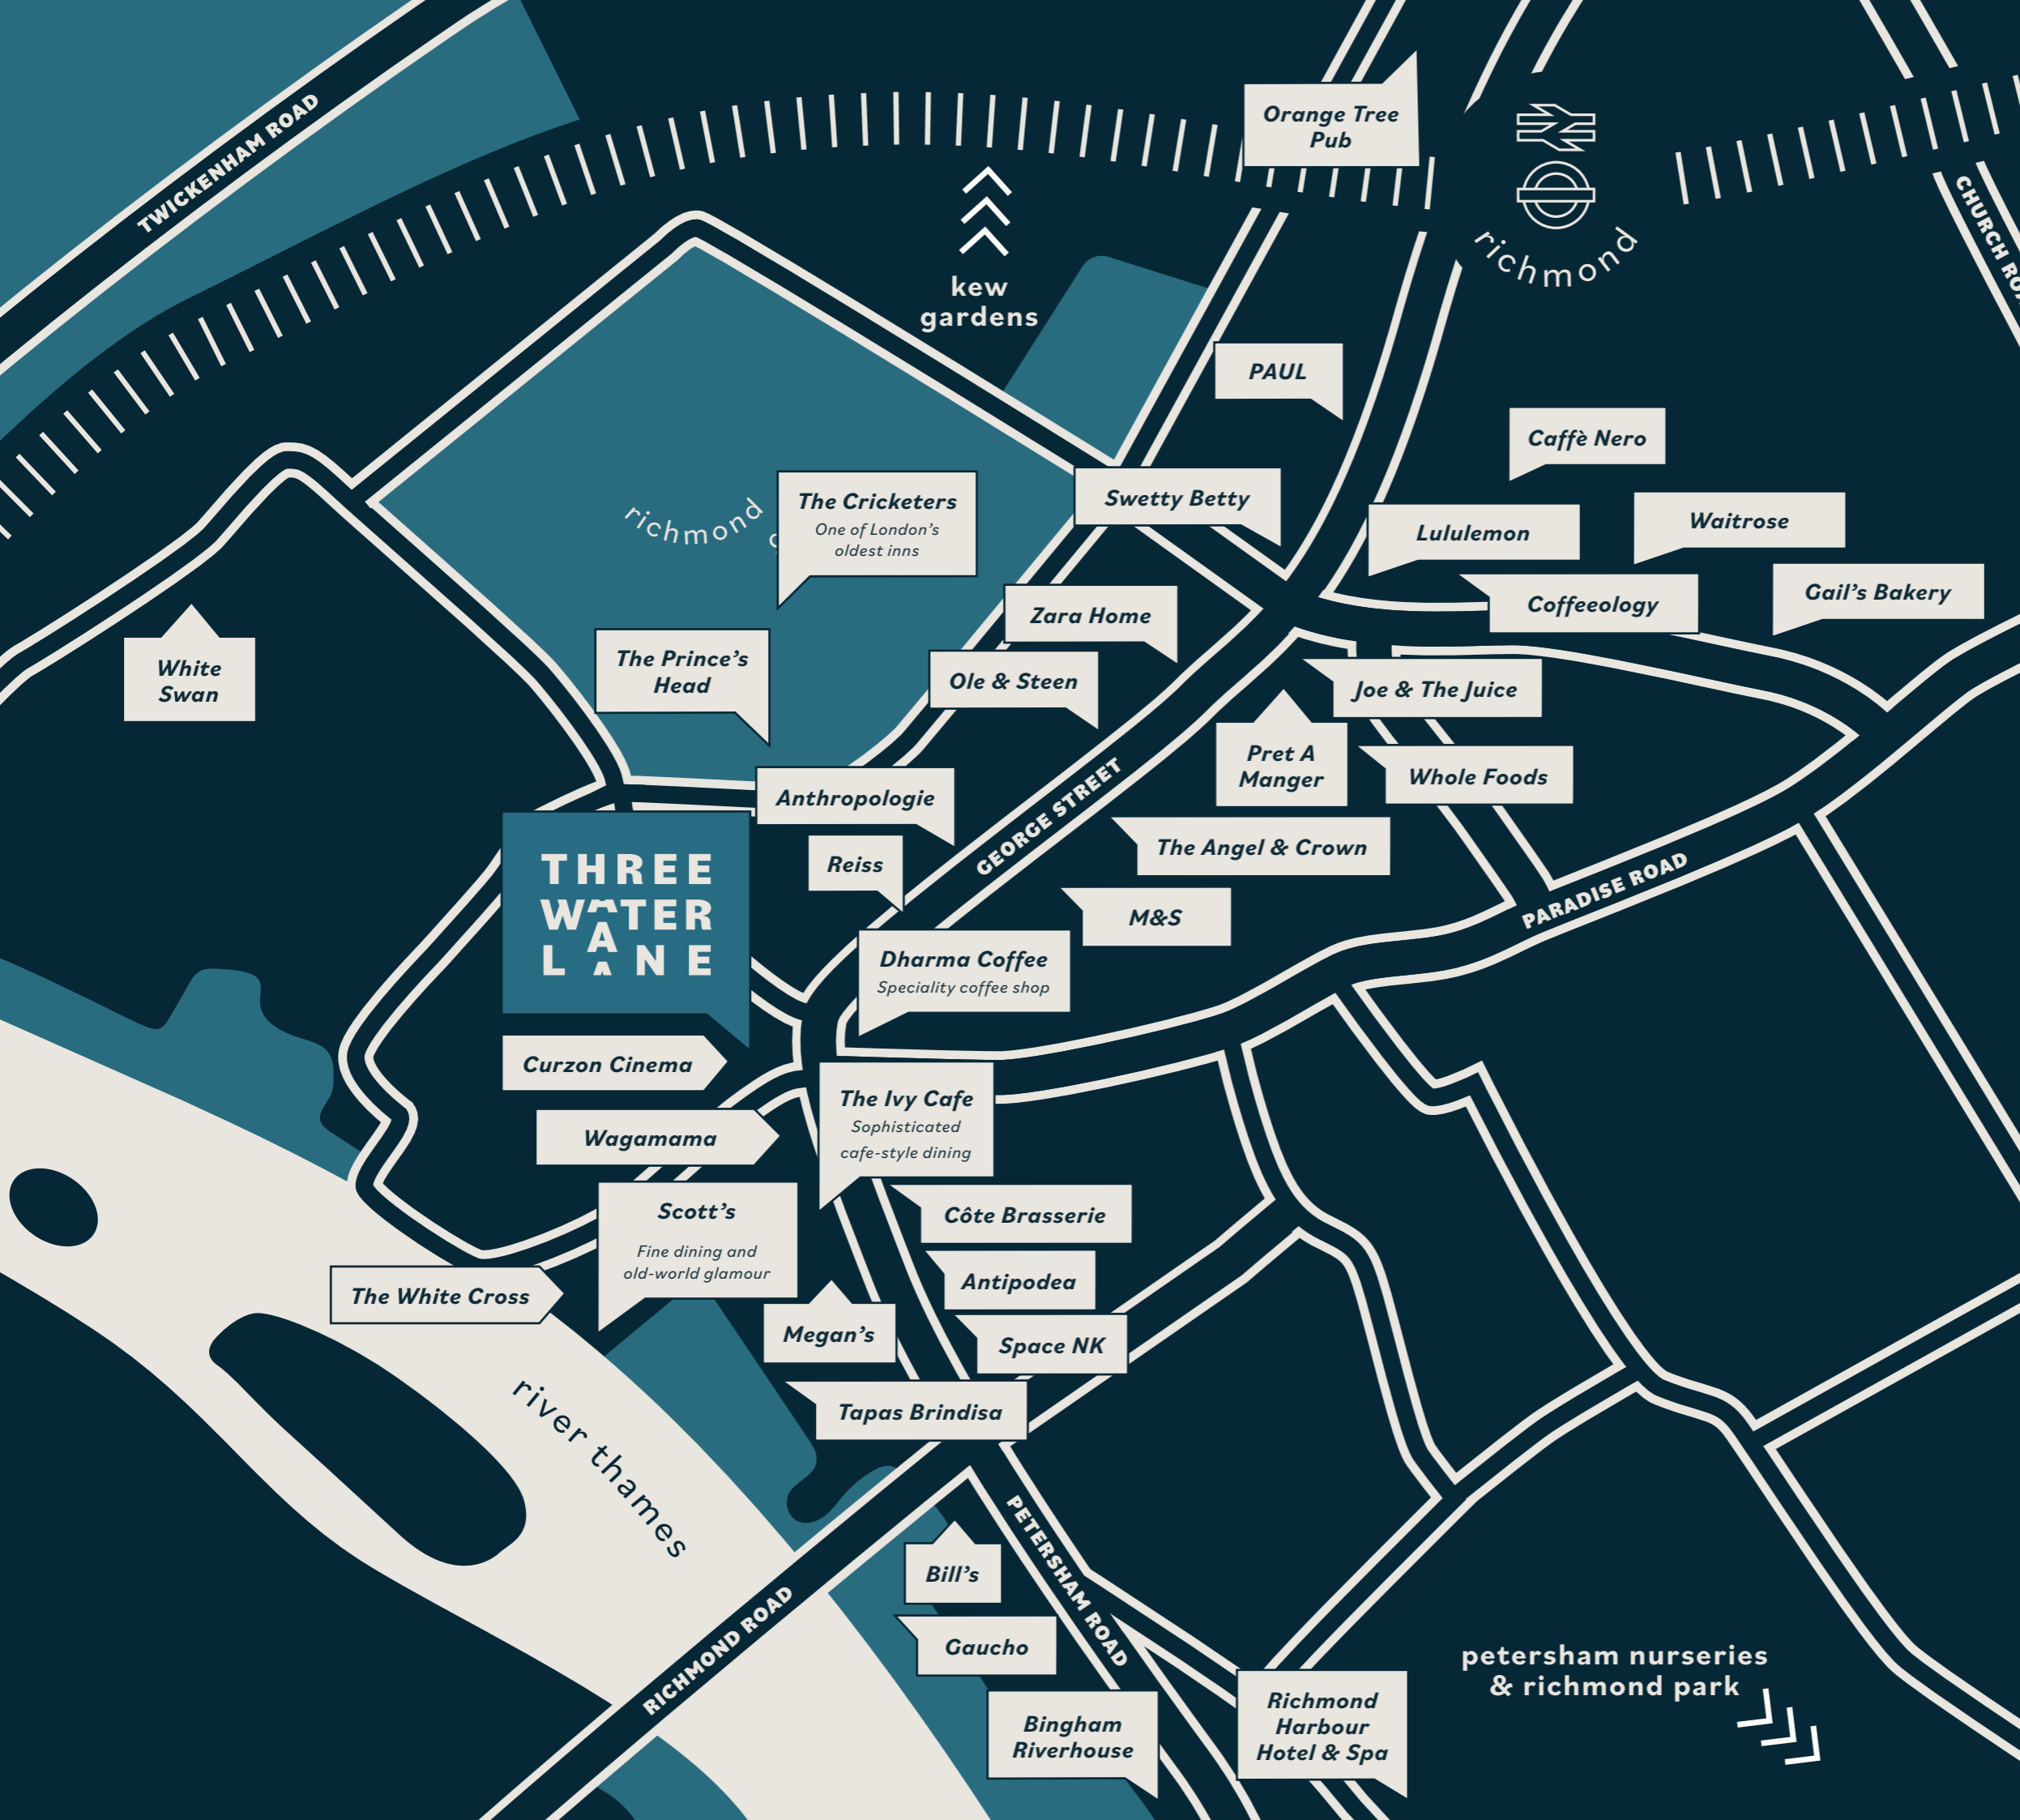 TWICKENHAM ROAD
Orange Tree
Pub
richmond
CHURCH
kew
gardens
PAUL
Caffè Nero
Swetty Betty
Lululemon
Waitrose
richmond
The Cricketers
One of London's
oldest inns
Gail's Bakery
Coffeeology
Zara Home
White
Swan
The Prince's
Head
Ole & Steen
Joe & The Juice
Pret A
Manger
Whole Foods
Anthropologie
GEORGE STREET
The Angel & Crown
Reiss
PARADISE ROAD
THREE
WATER
LANE
M&S
Dharma Coffee
Speciality coffee shop
Curzon Cinema
The Ivy Cafe
Sophisticated
cafe-style dining
Wagamama
Scott's
Fine dining and
old-world glamour
Côte Brasserie
Antipodea
The White Cross
Megan's
Space NK
Tapas Brindisa
river thames
PETERSHAM ROAD
Bill's
Gaucho
RICHMOND ROAD
Bingham
Riverhouse
Richmond
Harbour
Hotel & Spa
petersham nurseries
& richmond park